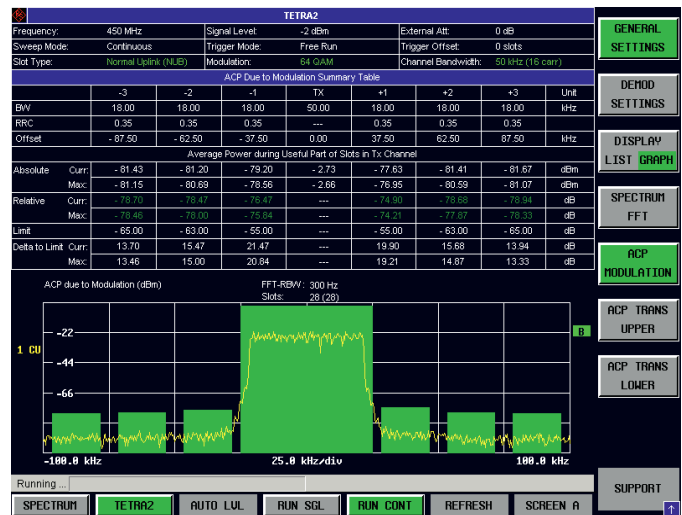 TETRA2
Frequency: 450 MHz Signal Level: -2 dBm External Att: 0 dB
Sweep Mode: Continuous Trigger Mode: Free Run Trigger Offset: 0 slots
Slot Type: Normal Uplink (NUB) Modulation: 64 QAM Channel Bandwidth: 50 kHz (16 carr)
ACP Due to Modulation Summary Table
-3 -2 -1 TX +1 +2 +3 Unit
BW 18.00 18.00 18.00 50.00 18.00 18.00 18.00 kHz
RRC 0.35 0.35 0.35 --- 0.35 0.35 0.35
Offset - 87.50 - 62.50 - 37.50 0.00 37.50 62.50 87.50 kHz
Average Power during Useful Part of Slots in Tx Channel
Absolute Curr: - 81.43 - 81.20 - 79.20 - 2.73 - 77.63 - 81.41 - 81.67 dBm
Max: - 81.15 - 80.69 - 78.56 - 2.66 - 76.95 - 80.59 - 81.07 dBm
Relative Curr: - 78.70 - 78.47 - 76.47 --- - 74.90 - 78.68 - 78.94 dB
Max: - 78.46 - 78.00 - 75.84 --- - 74.21 - 77.87 - 78.33 dB
Limit - 65.00 - 63.00 - 55.00 --- - 55.00 - 63.00 - 65.00 dB
Delta to Limit Curr: 13.70 15.47 21.47 --- 19.90 15.68 13.94 dB
Max: 13.46 15.00 20.84 --- 19.21 14.87 13.33 dB
ACP due to Modulation (dBm) FFT-RBW: 300 Hz
Slots: 28 (28)
-22
B
1 CU
-44
-66
-100.0 kHz 25.0 kHz/div 100.0 kHz
Running ...
SPECTRUM TETRA2 AUTO LVL RUN SGL RUN CONT REFRESH SCREEN A
GENERAL
SETTINGS
DEMOD
SETTINGS
DISPLAY
LIST GRAPH
SPECTRUM
FFT
ACP
MODULATION
ACP TRANS
UPPER
ACP TRANS
LOWER
SUPPORT